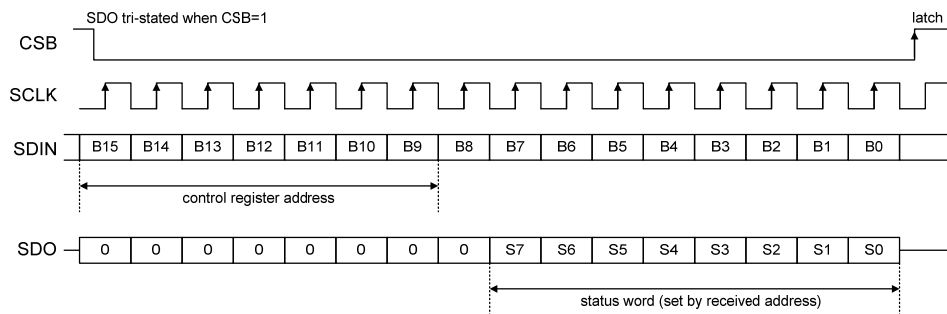 SDO tri-stated when CSB=1
latch
CSB
SCLK
SDIN B15 B14 B13 B12 B11 B10 B9 B8 B7 B6 B5 B4 B3 B2 B1 B0
control register address
SDO 0 0 0 0 0 0 0 0 S7 S6 S5 S4 S3 S2 S1 S0
status word (set by received address)